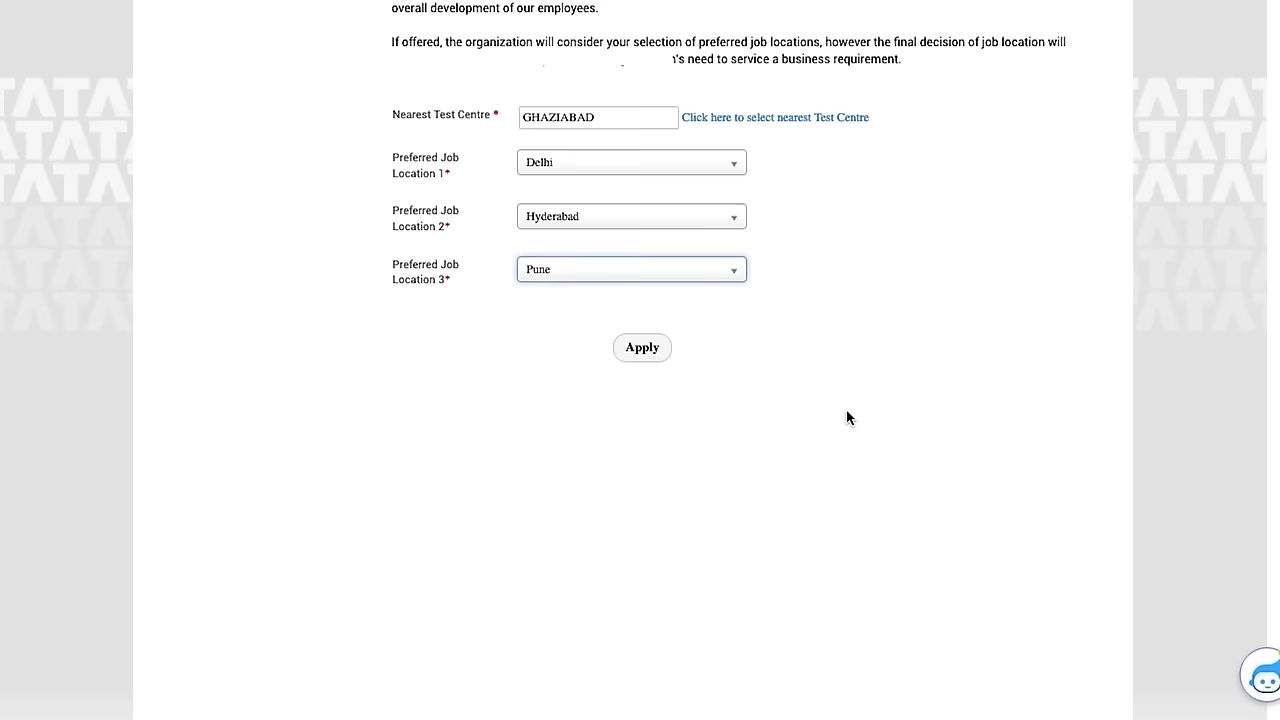 overall development of our employees.
If offered, the organization will consider your selection of preferred job locations, however the final decision of job location will
's need to service a business requirement.
Nearest Test Centre * GHAZIABAD Click here to select nearest Test Centre
Preferred Job
Location 1* Delhi
Preferred Job
Location 2* Hyderabad
Preferred Job
Location 3* Pune
Apply
TATA
TATA